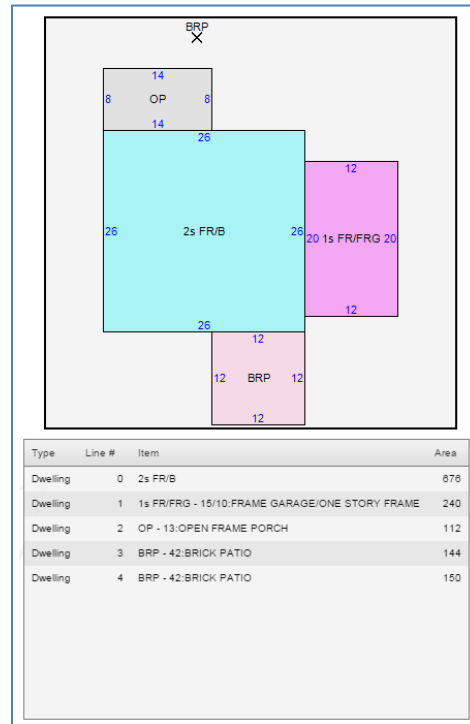 BRP
14
8 OP 8
14
26
12
26 2s FR/B 26
20 1s FR/FRG 20
12
26
12
12 BRP 12
12
Type Line # Item Area
Dwelling 0 2s FR/B 676
Dwelling 1 1s FR/FRG - 15/10:FRAME GARAGE/ONE STORY FRAME 240
Dwelling 2 OP - 13:OPEN FRAME PORCH 112
Dwelling 3 BRP - 42:BRICK PATIO 144
Dwelling 4 BRP - 42:BRICK PATIO 150